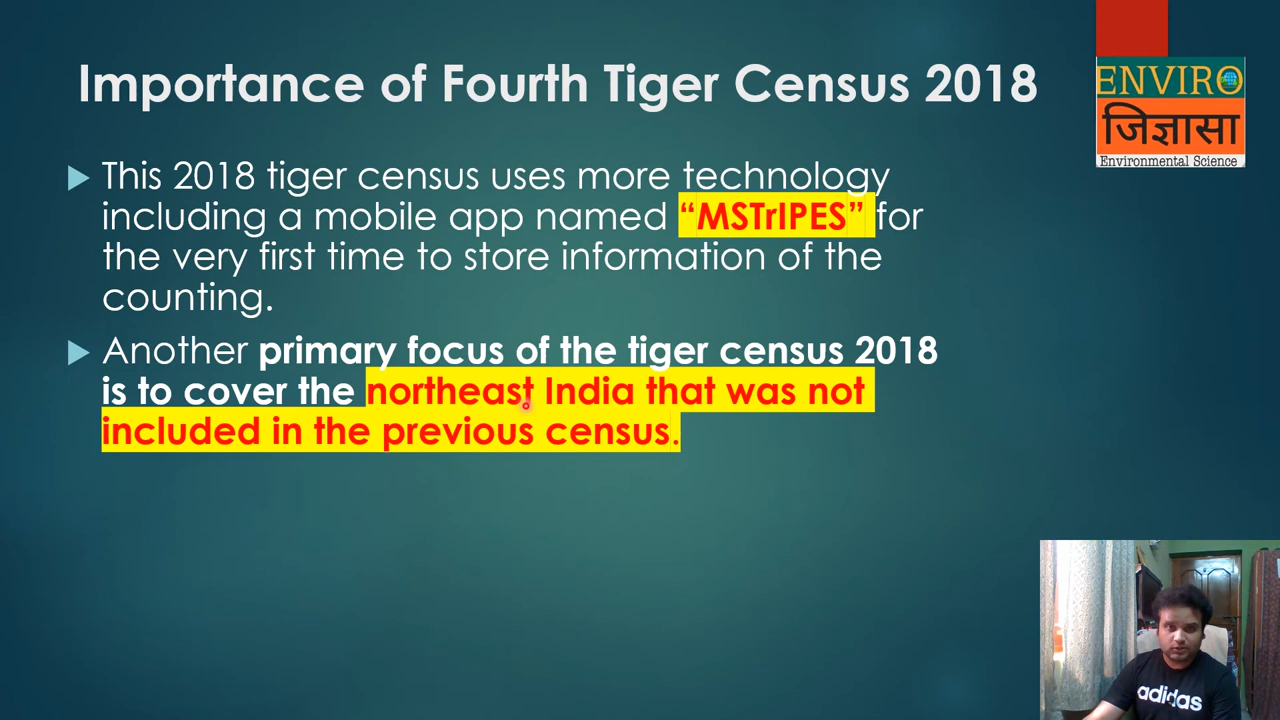 Importance of Fourth Tiger Census 2018
ENVIRO
जिज्ञासा
Environmental Science
This 2018 tiger census uses more technology
including a mobile app named “MSTrIPES” for
the very first time to store information of the
counting.
Another primary focus of the tiger census 2018
is to cover the northeast India that was not
included in the previous census.
adidas